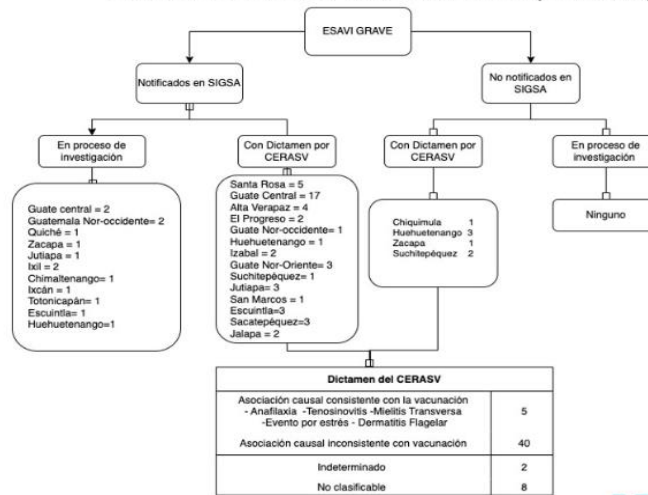 ESAVI GRAVE
Notificados en SIGSA
No notificados en
SIGSA
En proceso de
investigación
Con Dictamen por
CERASV
Con Dictamen por
CERASV
En proceso de
investigación
Guate central = 2
Guatemala Nor-occidente= 2
Quiché = 1
Zacapa = 1
Jutiapa = 1
Ixil = 2
Chimaltenango= 1
Ixcán = 1
Totonicapán= 1
Escuintla= 1
Huehuetenango=1
Santa Rosa = 5
Guate Central = 17
Alta Verapaz = 4
El Progreso = 2
Guate Nor-occidente= 1
Huehuetenango = 1
Izabal = 2
Guate Nor-Oriente= 3
Suchitepéquez= 1
Jutiapa= 3
San Marcos = 1
Escuintla=3
Sacatepéquez=3
Jalapa = 2
Chiquimula 1
Huehuetenango 3
Zacapa 1
Suchitepéquez 2
Ninguno
Dictamen del CERASV
Asociación causal consistente con la vacunación
- Anafilaxia -Tenosinovitis -Mielitis Transversa
-Evento por estrés - Dermatitis Flagelar
5
Asociación causal inconsistente con vacunación 40
Indeterminado 2
No clasificable 8